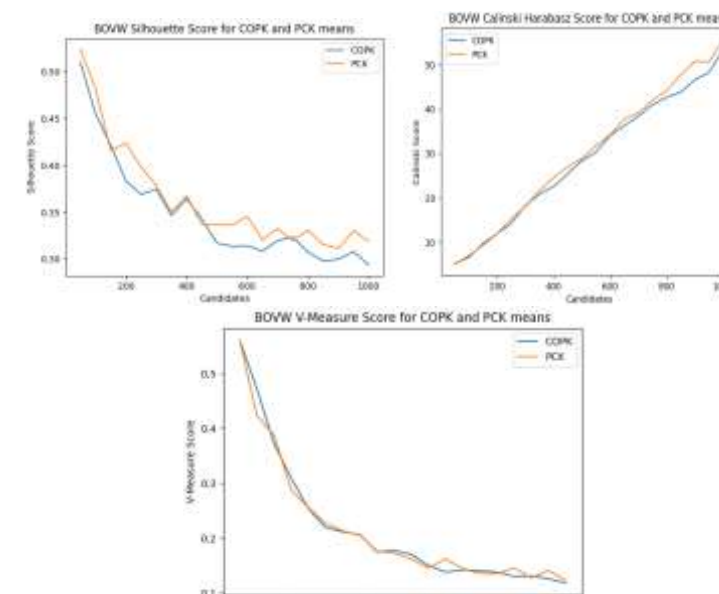 BOVW Silhouette Score for COPK and PCK means
COPK
PCK
0.50
0.45
0.40
0.35
0.30
Silhouette Score
200
400
600
800
1000
Candidates
BOVW Calinski Harabasz Score for COPK and PCK mea
COPK
PCK
50
40
30
20
10
Calinski Score
200
400
600
800
Candidates
BOVW V-Measure Score for COPK and PCK means
COPK
PCK
0.5
0.4
0.3
0.2
0.1
V-Measure Score